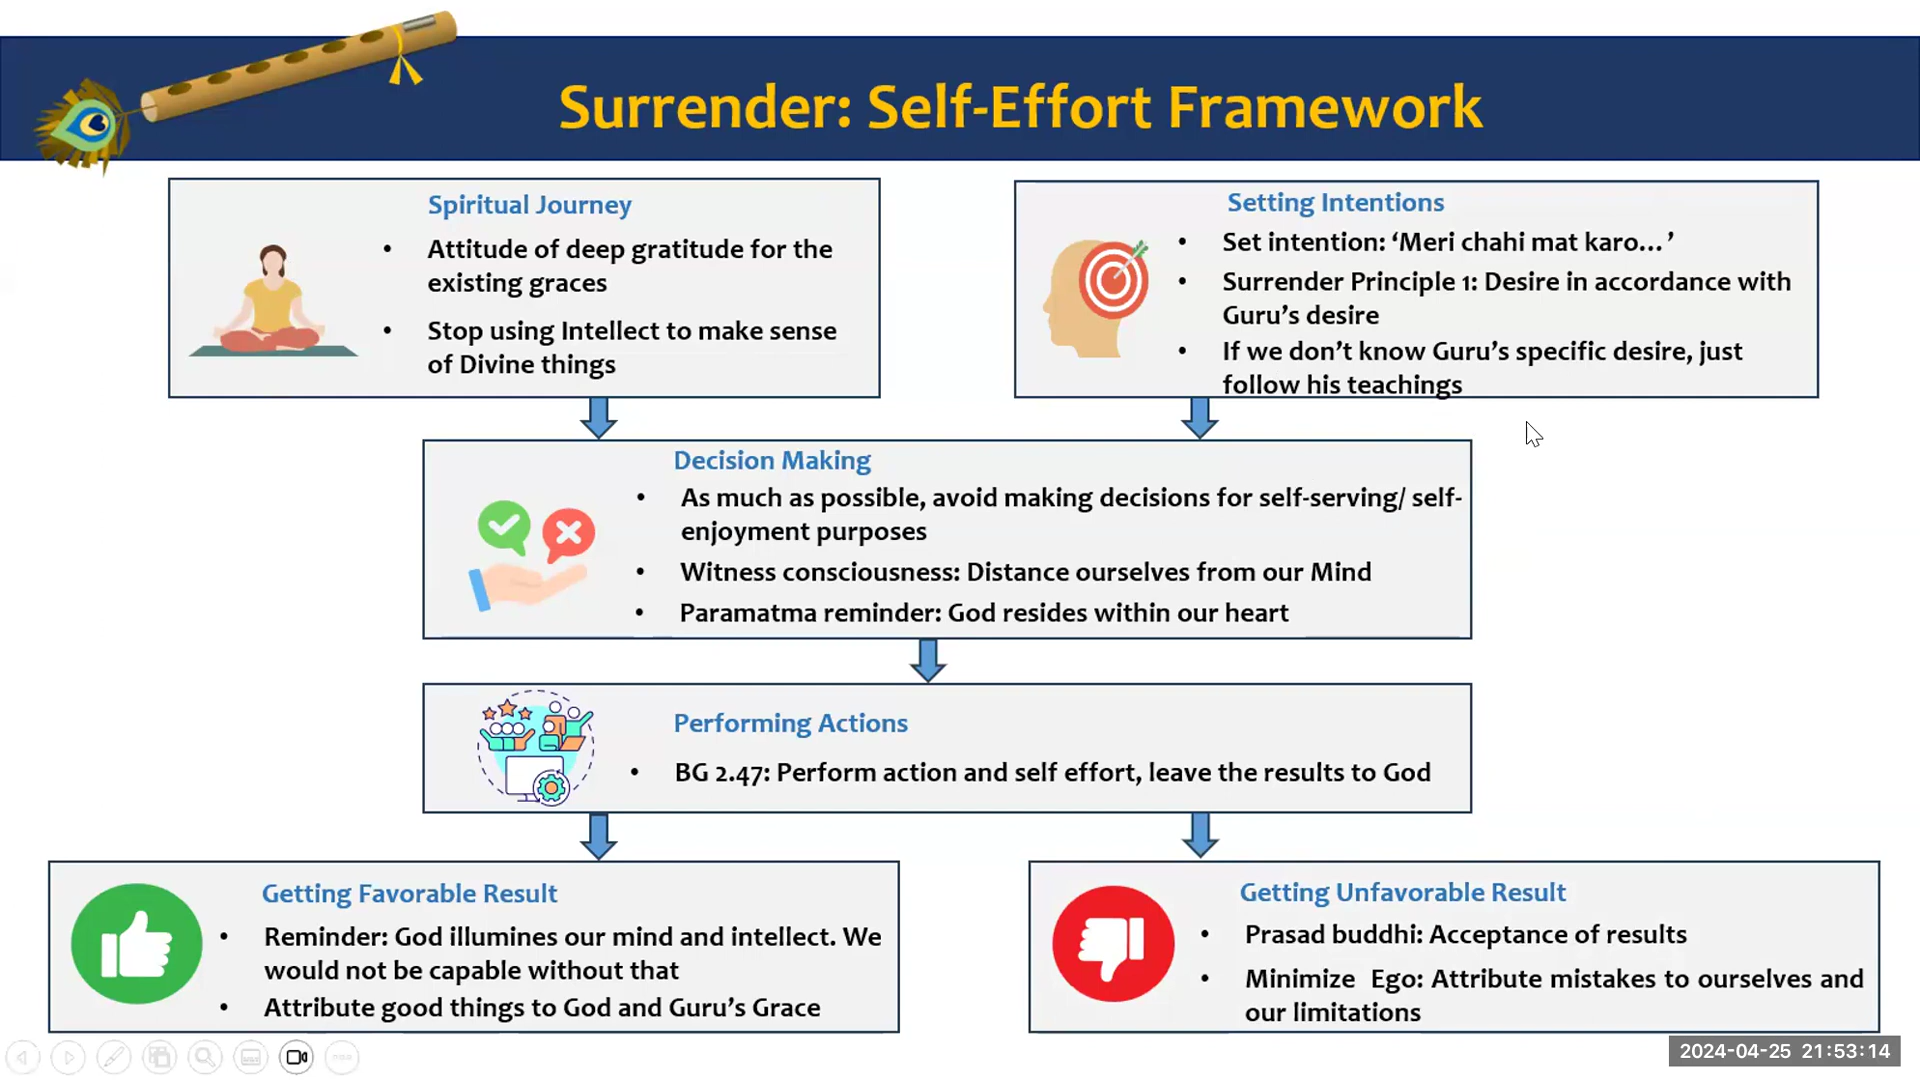 Surrender: Self-Effort Framework
Spiritual Journey
• Attitude of deep gratitude for the
existing graces
• Stop using Intellect to make sense
of Divine things
Setting Intentions
• Set intention: ‘Meri chahi mat karo…’
• Surrender Principle 1: Desire in accordance with
Guru’s desire
• If we don’t know Guru’s specific desire, just
follow his teachings
Decision Making
• As much as possible, avoid making decisions for self-serving/ self-
enjoyment purposes
• Witness consciousness: Distance ourselves from our Mind
• Paramatma reminder: God resides within our heart
Performing Actions
• BG 2.47: Perform action and self effort, leave the results to God
Getting Favorable Result
• Reminder: God illumines our mind and intellect. We
would not be capable without that
• Attribute good things to God and Guru’s Grace
Getting Unfavorable Result
• Prasad buddhi: Acceptance of results
• Minimize Ego: Attribute mistakes to ourselves and
our limitations
2024-04-25 21:53:14